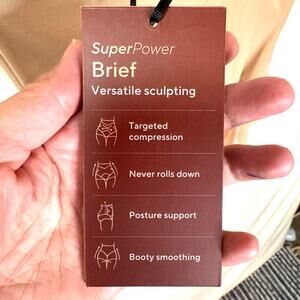 SuperPower
Brief
Versatile sculpting
Targeted
compression
Never rolls down
Posture support
Booty smoothing